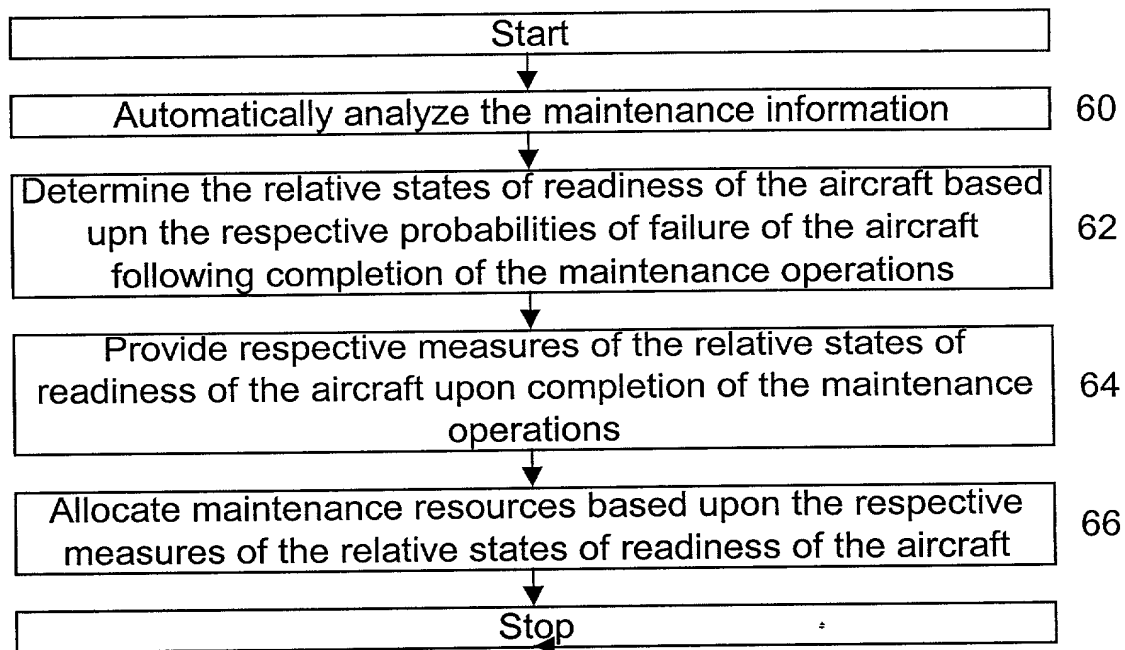 Start
Automatically analyze the maintenance information
60
Determine the relative states of readiness of the aircraft based
upn the respective probabilities of failure of the aircraft
following completion of the maintenance operations
62
Provide respective measures of the relative states of
readiness of the aircraft upon completion of the maintenance
operations
64
Allocate maintenance resources based upon the respective
measures of the relative states of readiness of the aircraft
66
Stop